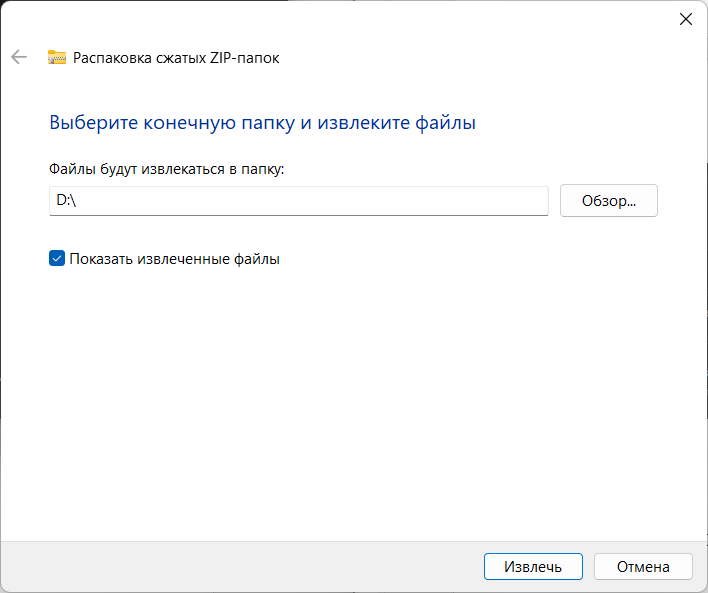 Распаковка сжатых ZIP-папок
Выберите конечную папку и извлеките файлы
Файлы будут извлекаться в папку:
D:\
Обзор...
Показать извлеченные файлы
Извлечь
Отмена